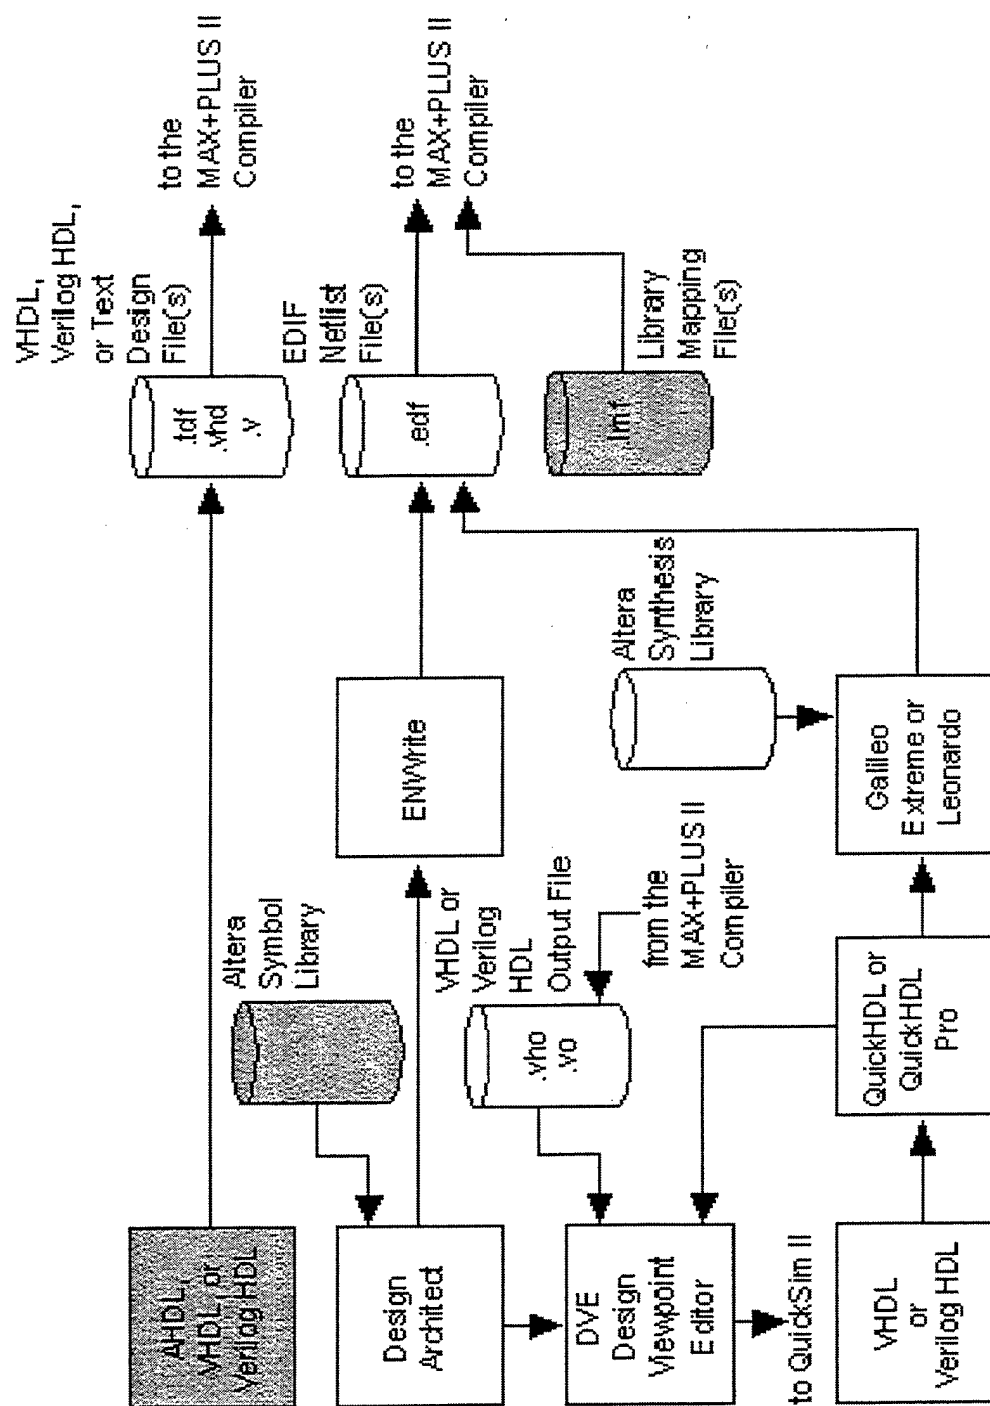 AHDL,
VHDL, or
Verilog HDL
.tdf
.vhd
.v
VHDL,
Verilog HDL,
or Text
Design
File(s)
to the
MAX+PLUS II
Compiler
Altera
Symbol
Library
Design
Architect
ENWrite
.edf
EDIF
Netlist
File(s)
to the
MAX+PLUS II
Compiler
VHDL or
Verilog
HDL
Output File
.vho
.vo
from the
MAX+PLUS II
Compiler
.lmf
Library
Mapping
File(s)
DVE
Design
Viewpoint
Editor
to QuickSim II
Altera
Synthesis
Library
VHDL
or
Verilog HDL
QuickHDL or
QuickHDL
Pro
Galileo
Extreme or
Leonardo